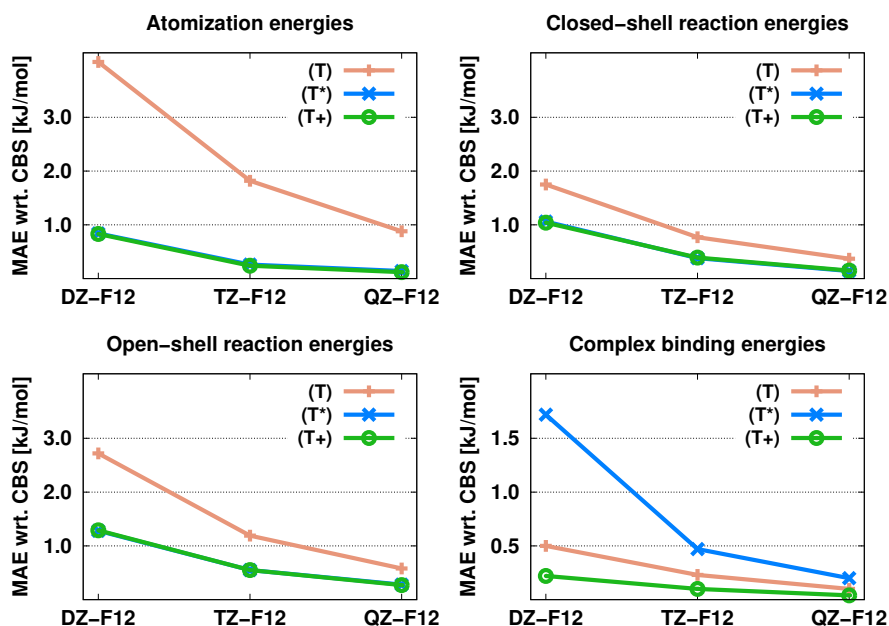 Atomization energies
MAE wrt. CBS [kJ/mol]
3.0
2.0
1.0
(T)
(T*)
(T+)
DZ−F12
TZ−F12
QZ−F12
Closed−shell reaction energies
MAE wrt. CBS [kJ/mol]
3.0
2.0
1.0
(T)
(T*)
(T+)
DZ−F12
TZ−F12
QZ−F12
Open−shell reaction energies
MAE wrt. CBS [kJ/mol]
3.0
2.0
1.0
(T)
(T*)
(T+)
DZ−F12
TZ−F12
QZ−F12
Complex binding energies
MAE wrt. CBS [kJ/mol]
1.5
1.0
0.5
(T)
(T*)
(T+)
DZ−F12
TZ−F12
QZ−F12